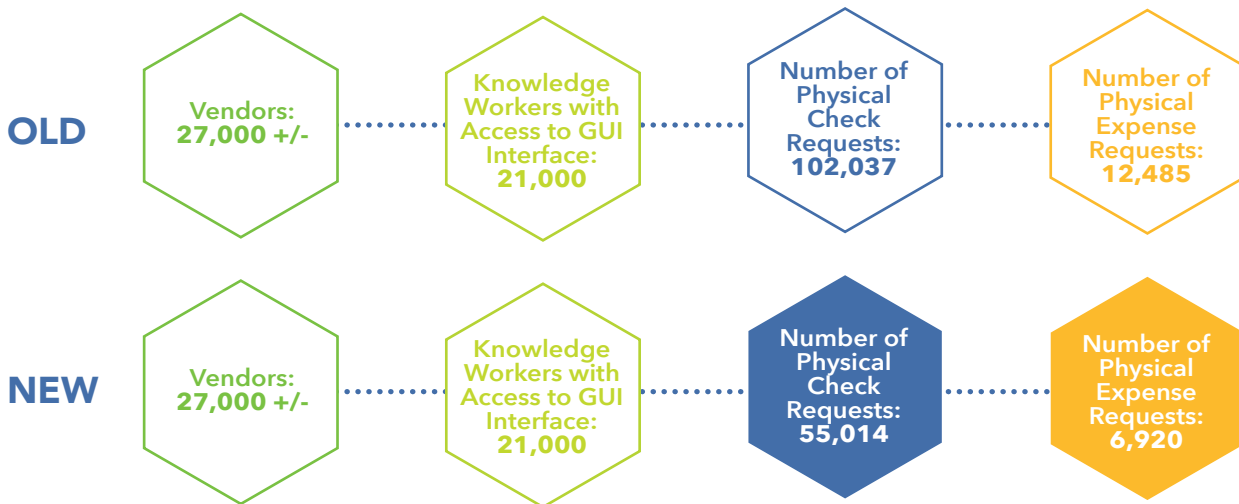 OLD
Vendors:
27,000 +/-
Knowledge
Workers with
Access to GUI
Interface:
21,000
Number of
Physical
Check
Requests:
102,037
Number of
Physical
Expense
Requests:
12,485
NEW
Vendors:
27,000 +/-
Knowledge
Workers with
Access to GUI
Interface:
21,000
Number of
Physical
Check
Requests:
55,014
Number of
Physical
Expense
Requests:
6,920